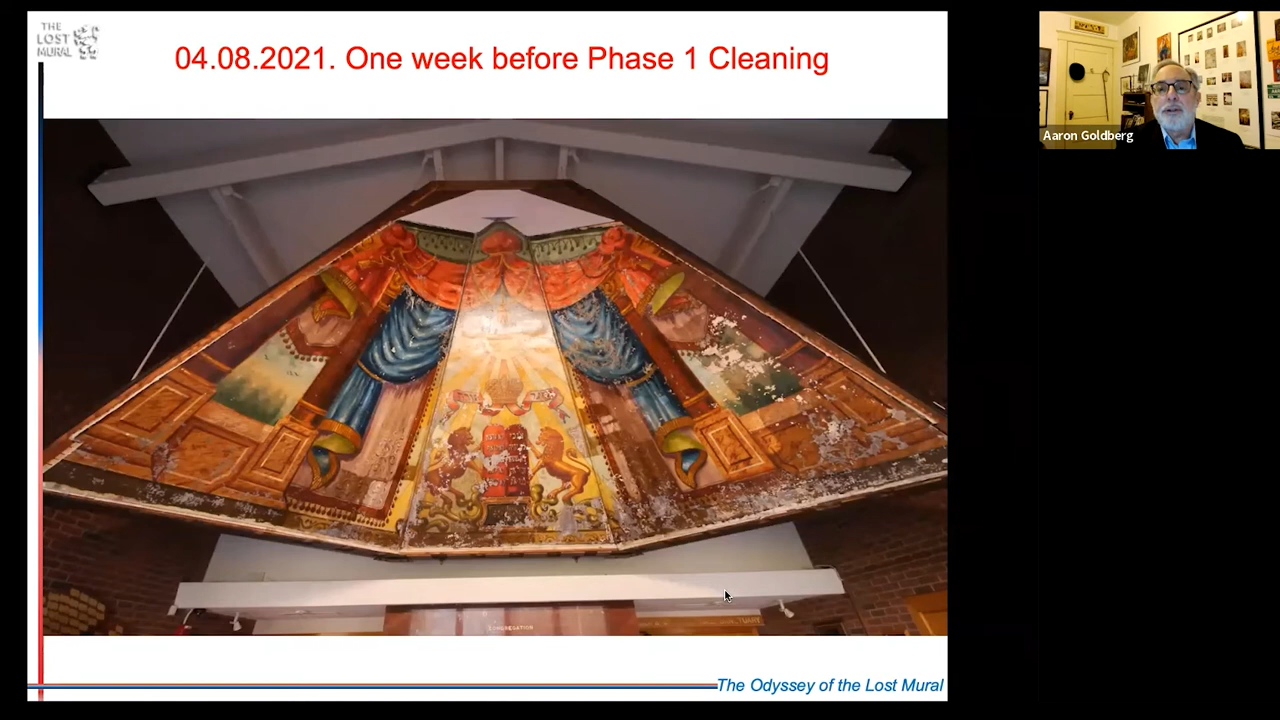 THE
LOST
MURAL
04.08.2021. One week before Phase 1 Cleaning
Aaron Goldberg
CONGREGATION
The Odyssey of the Lost Mural